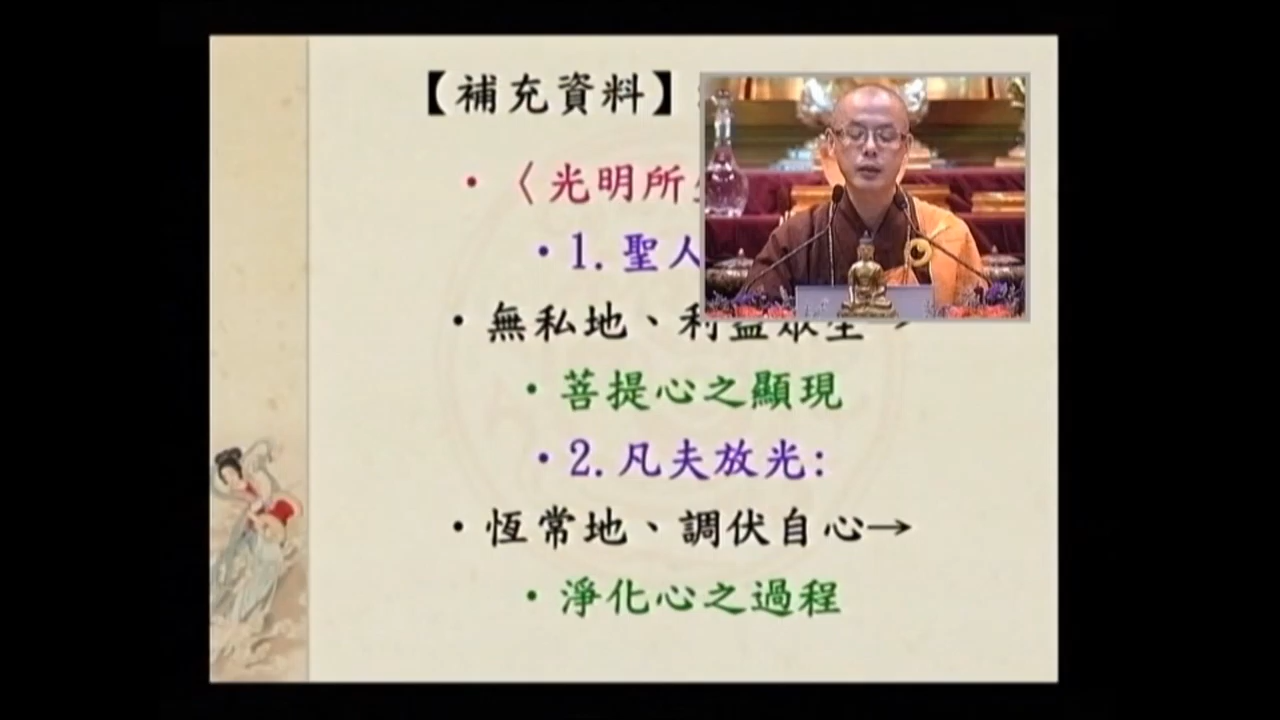 【補充資料】
• 〈光明所
• 1.聖人
• 無私地、利益眾生→
• 菩提心之顯現
• 2.凡夫放光:
• 恆常地、調伏自心→
• 淨化心之過程